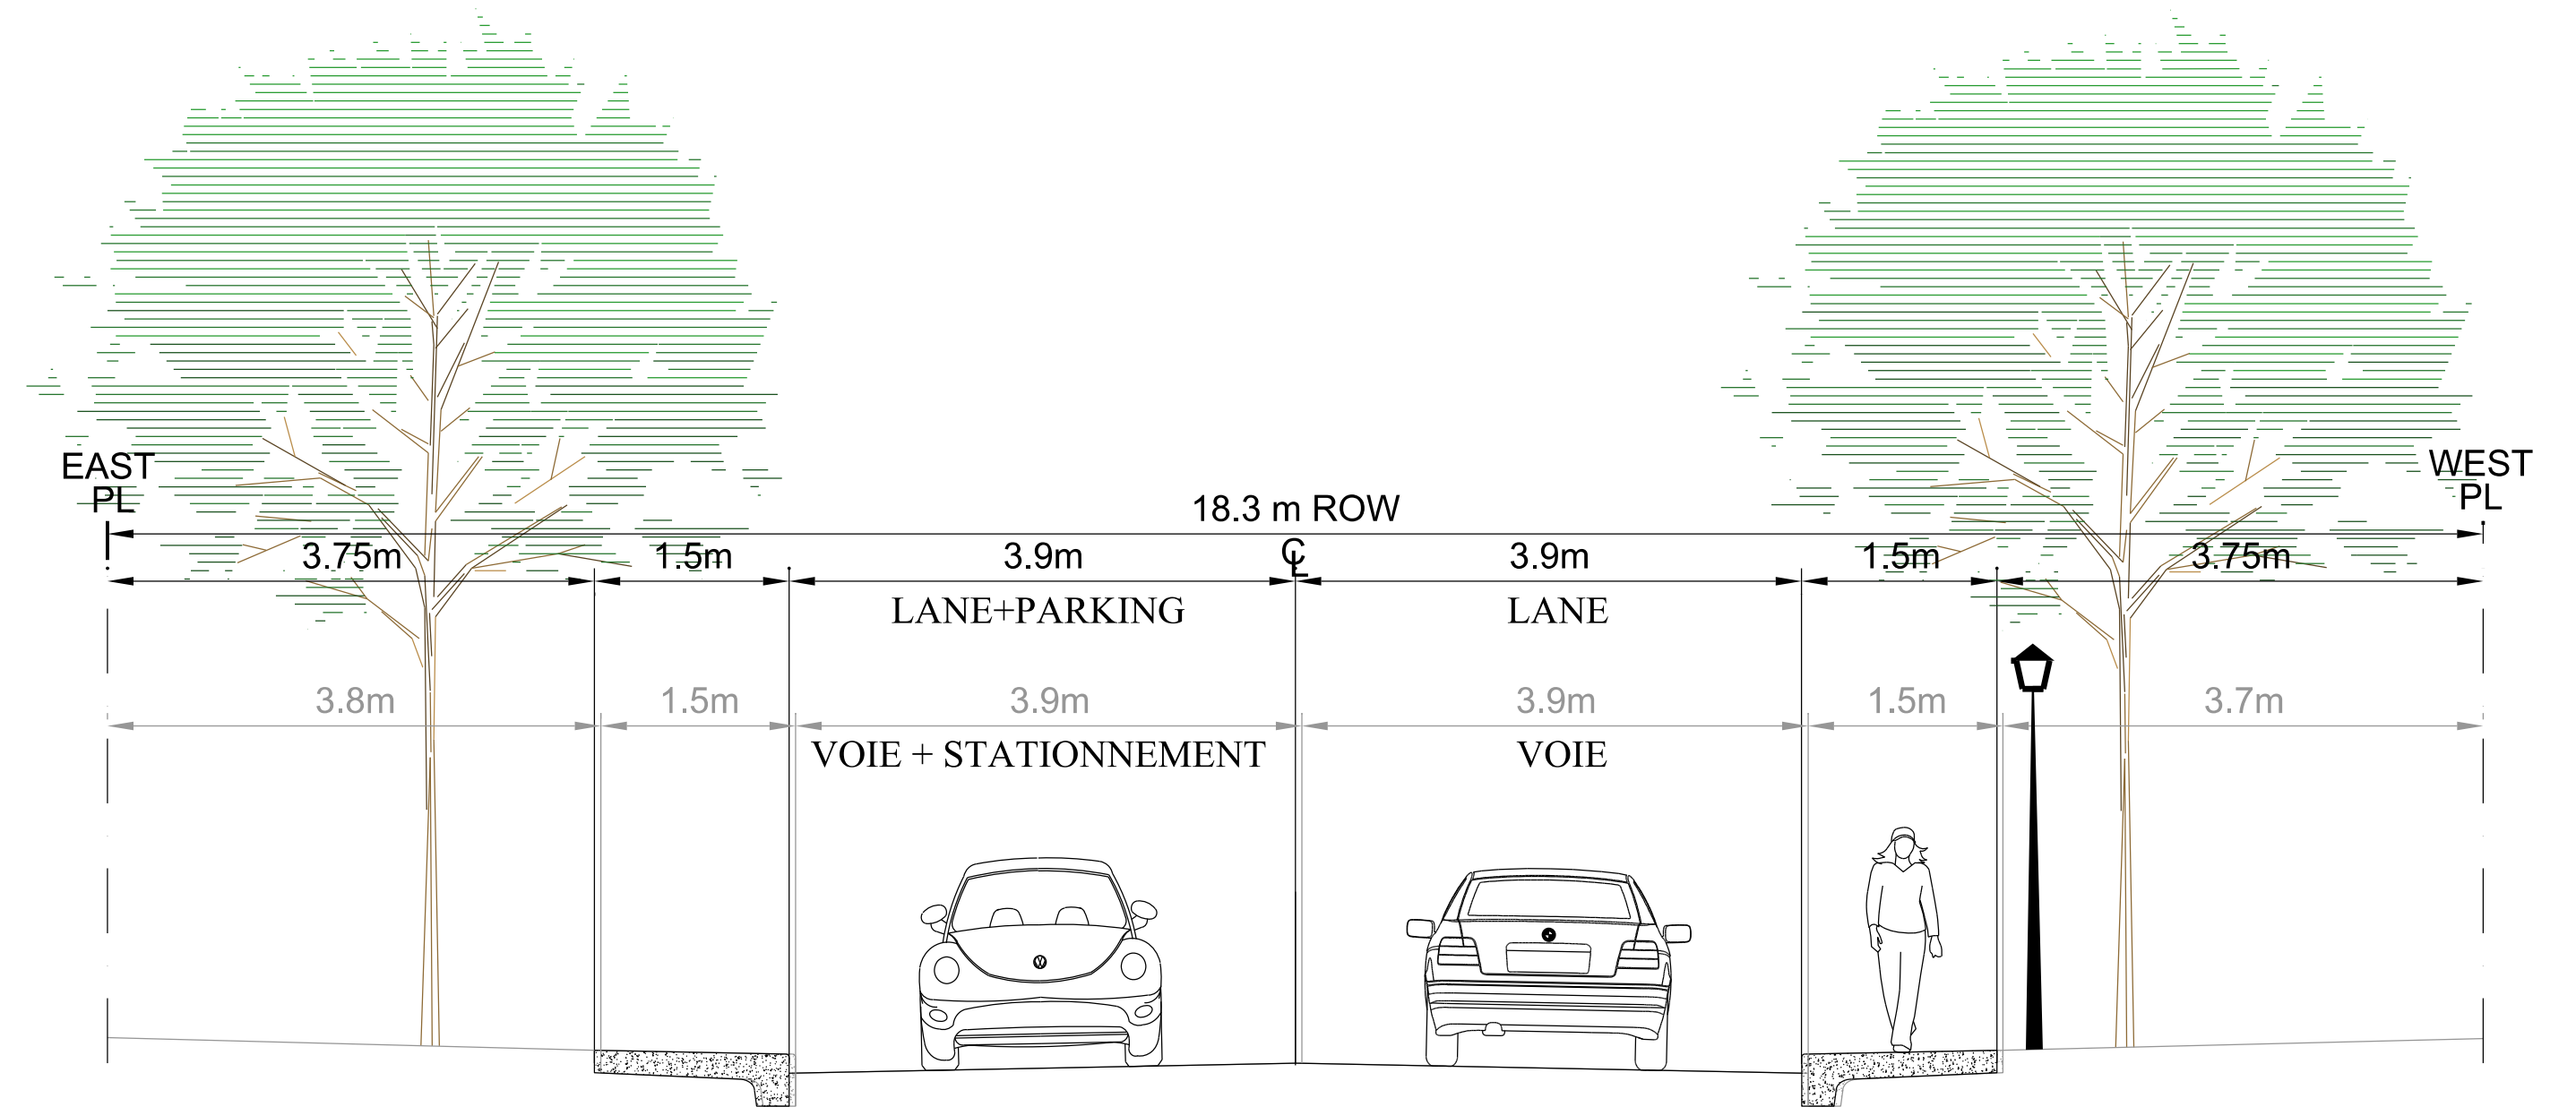 EAST
PL
WEST
PL
18.3 m ROW
3.75m 1.5m 3.9m CL 3.9m 1.5m 3.75m
LANE+PARKING LANE
3.8m 1.5m 3.9m 3.9m 1.5m 3.7m
VOIE + STATIONNEMENT VOIE